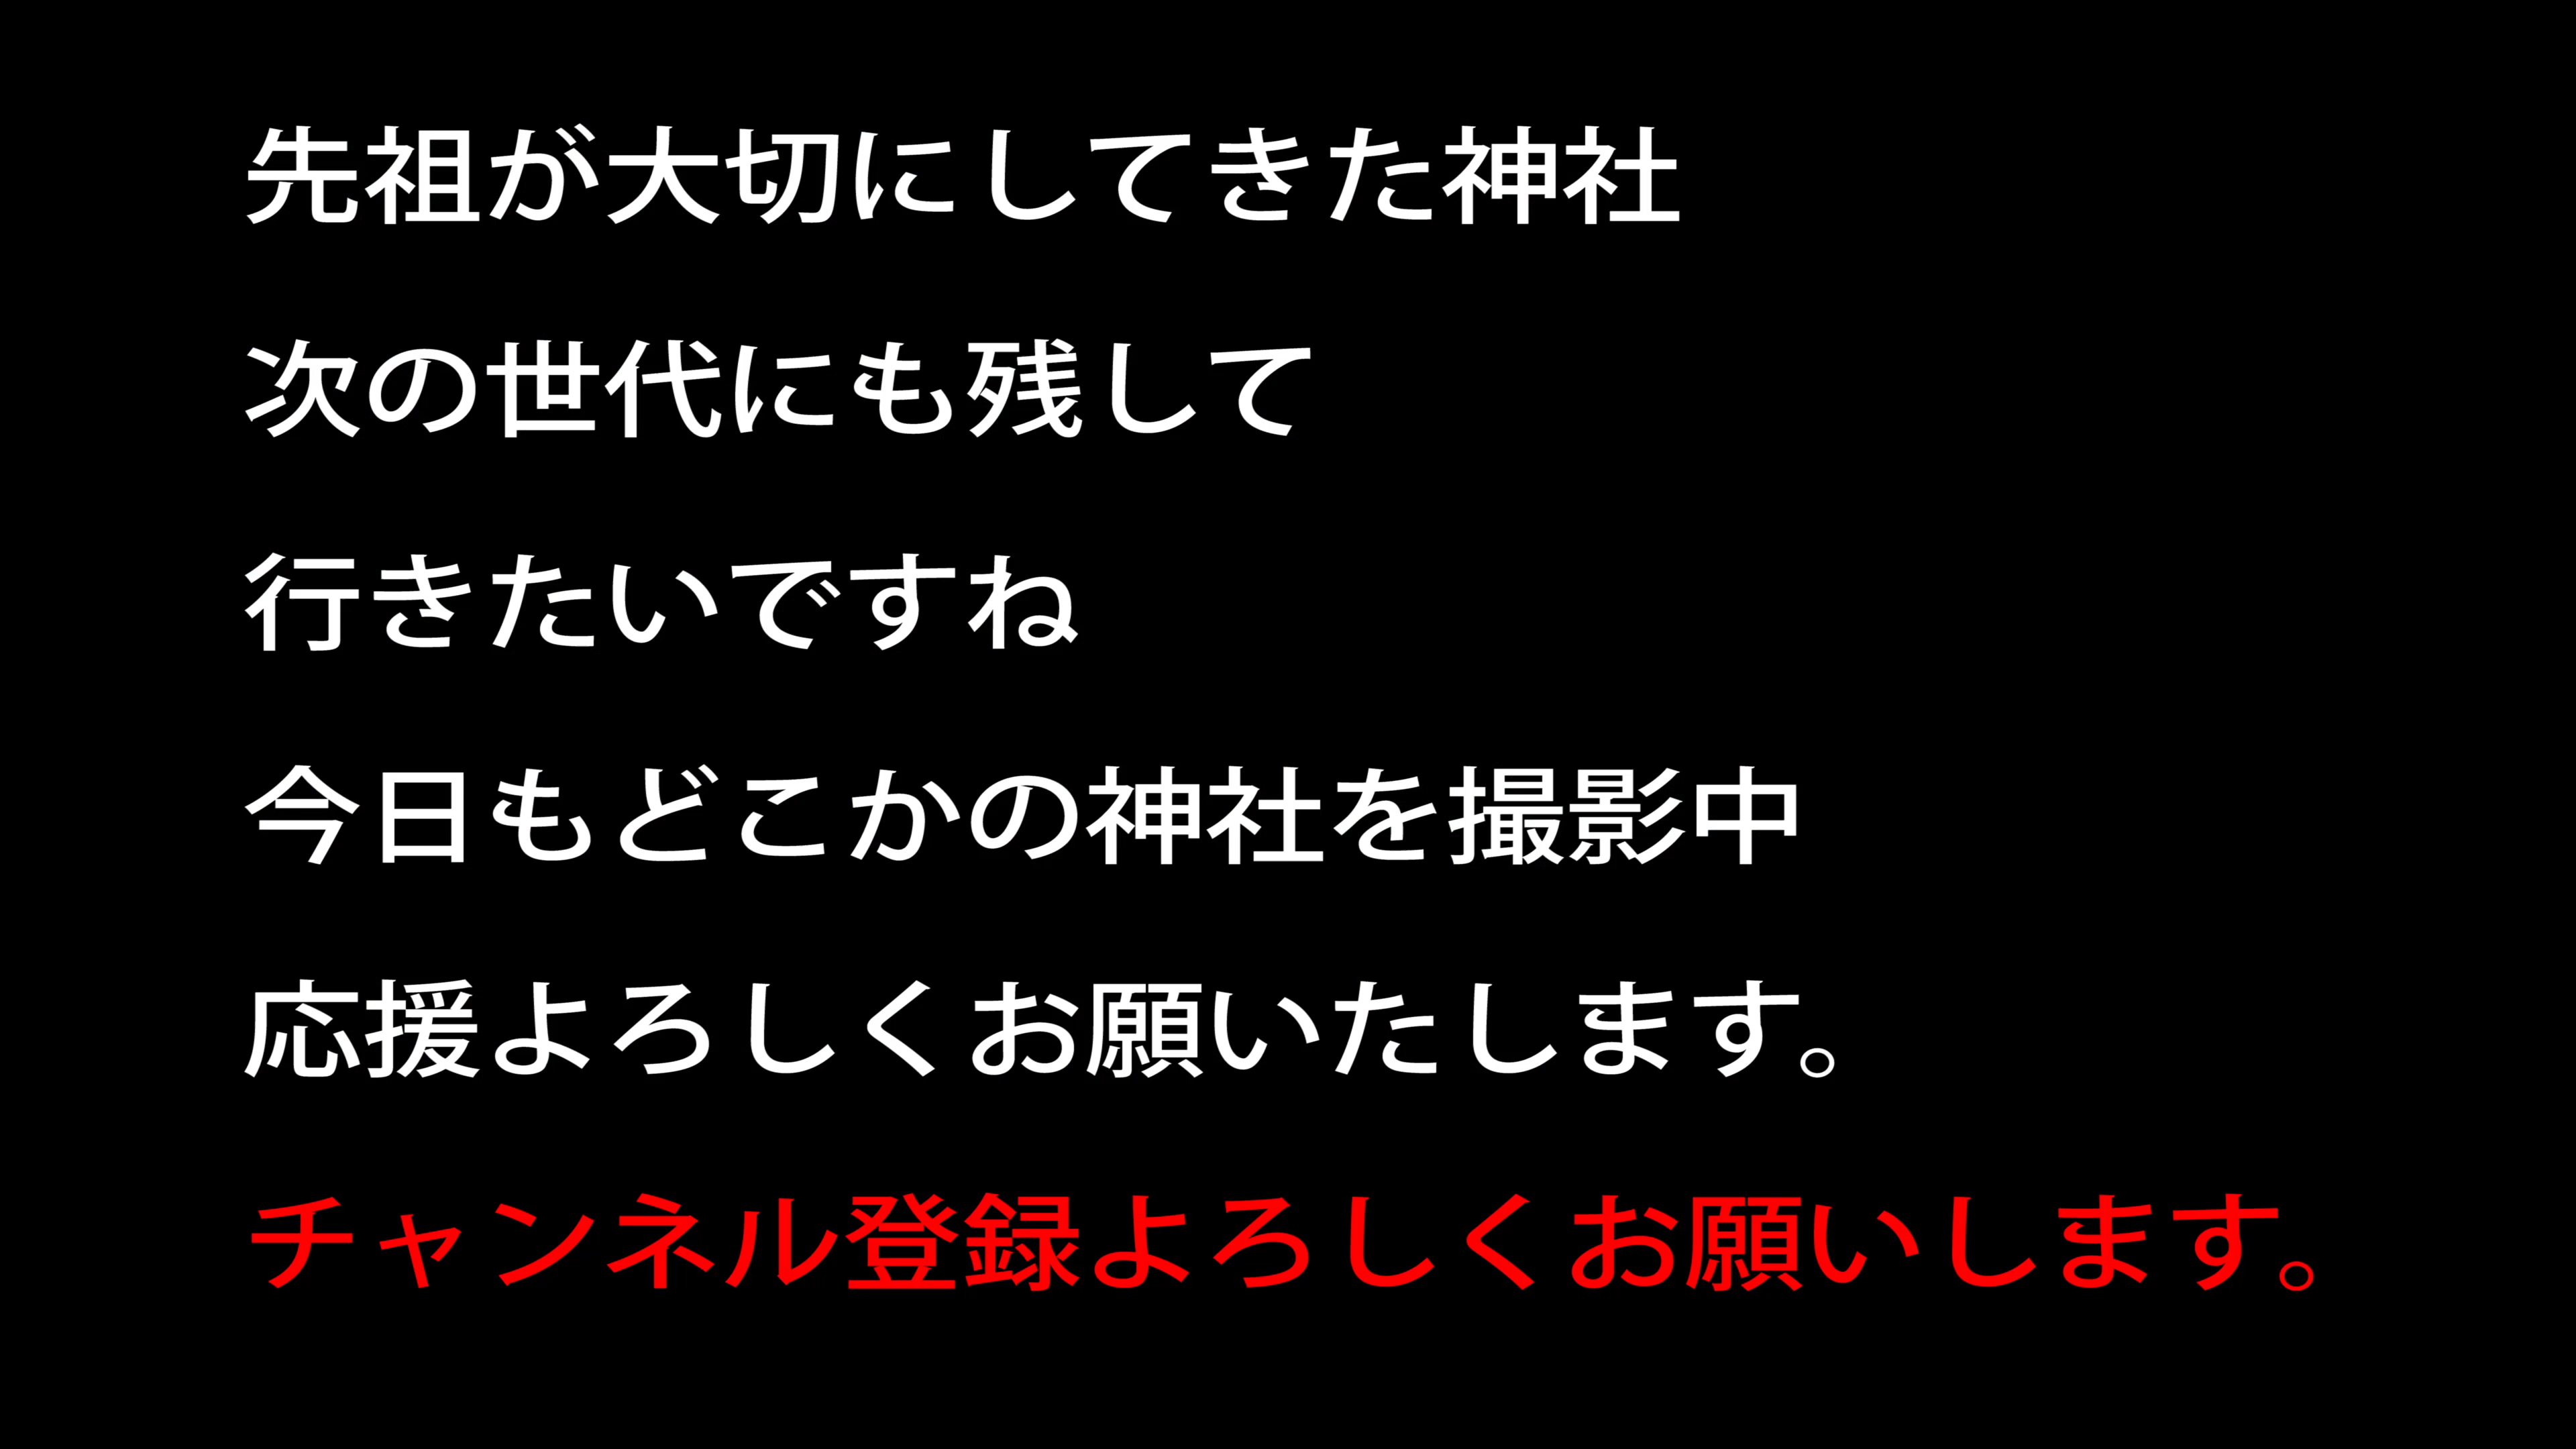 先祖が大切にしてきた神社
次の世代にも残して
行きたいですね
今日もどこかの神社を撮影中
応援よろしくお願いたします。
チャンネル登録よろしくお願いします。